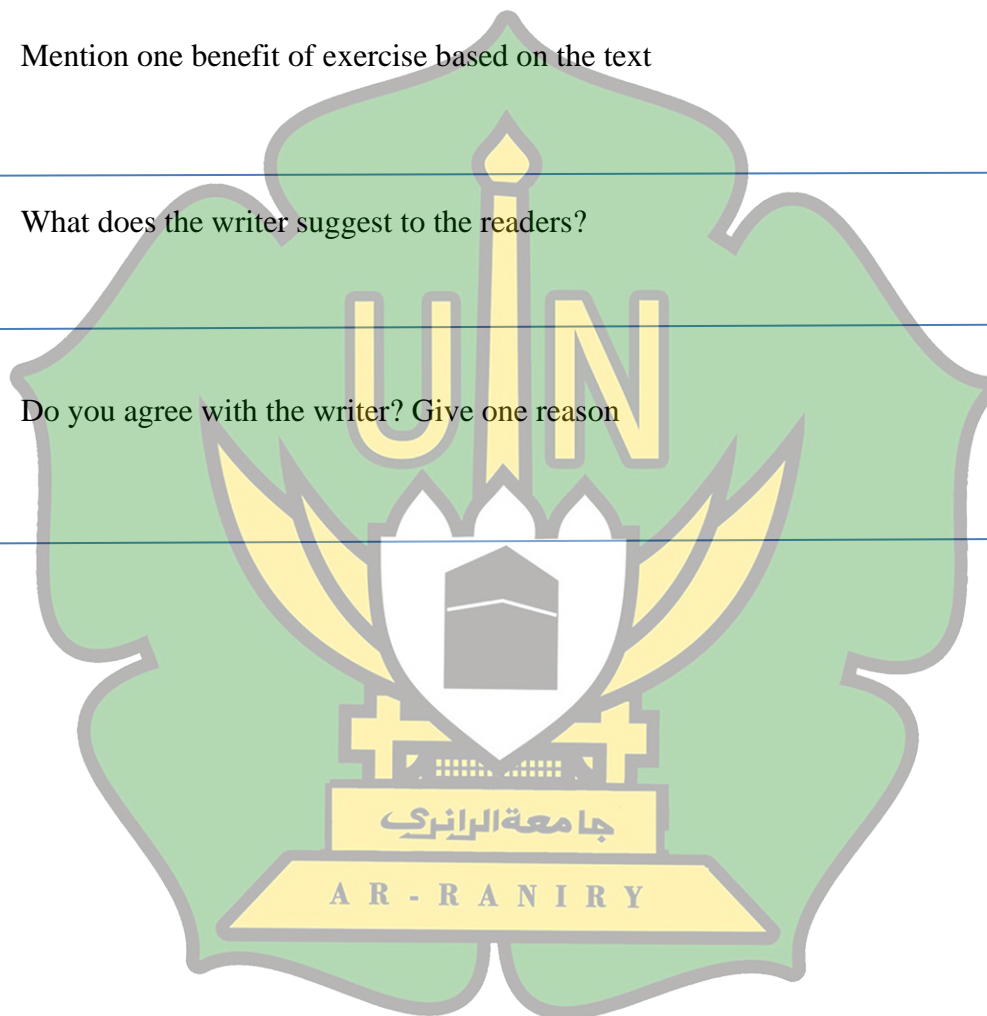 Mention one benefit of exercise based on the text
What does the writer suggest to the readers?
UIN
Do you agree with the writer? Give one reason
جامعة الرانري
AR-RANIRY